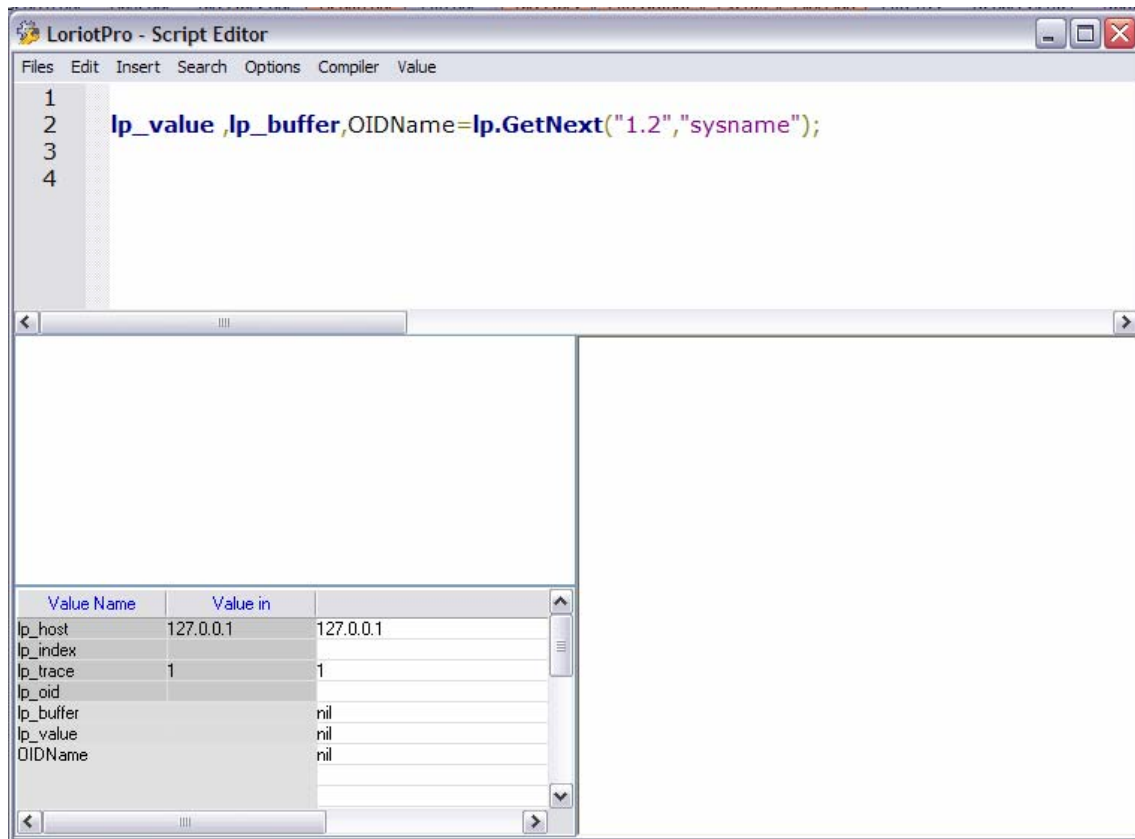 LoriotPro - Script Editor
Files Edit Insert Search Options Compiler Value
1
2 lp_value ,lp_buffer,OIDName=lp.GetNext("1.2","sysname");
3
4
Value Name Value in
lp_host 127.0.0.1 127.0.0.1
lp_index
lp_trace 1 1
lp_oid
lp_buffer nil
lp_value nil
OIDName nil